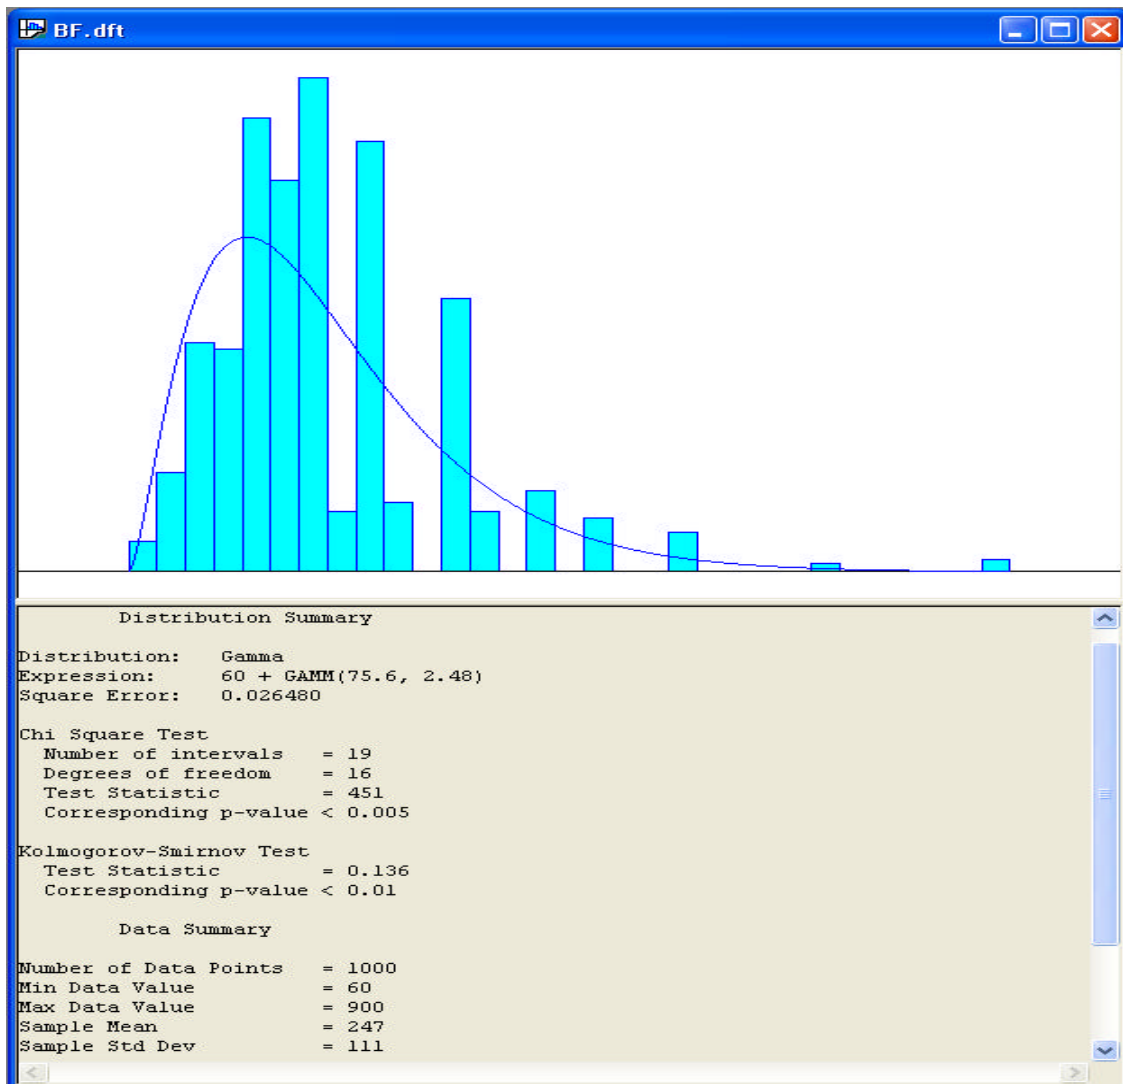 BF.dft
Distribution Summary
Distribution: Gamma
Expression: 60 + GAMM(75.6, 2.48)
Square Error: 0.026480
Chi Square Test
Number of intervals = 19
Degrees of freedom = 16
Test Statistic = 451
Corresponding p-value < 0.005
Kolmogorov-Smirnov Test
Test Statistic = 0.136
Corresponding p-value < 0.01
Data Summary
Number of Data Points = 1000
Min Data Value = 60
Max Data Value = 900
Sample Mean = 247
Sample Std Dev = 111